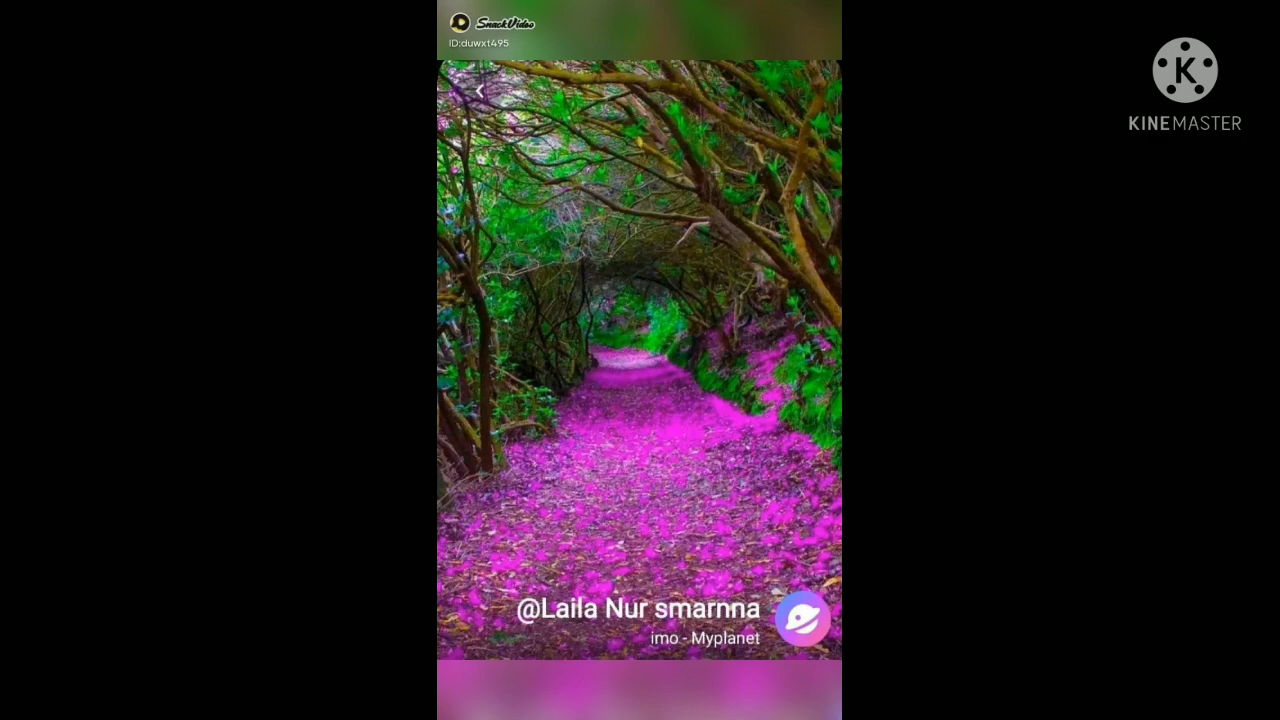 SnackVideo
ID:duwxt495
K
KINEMASTER
@Laila Nur smarnna
imo - Myplanet